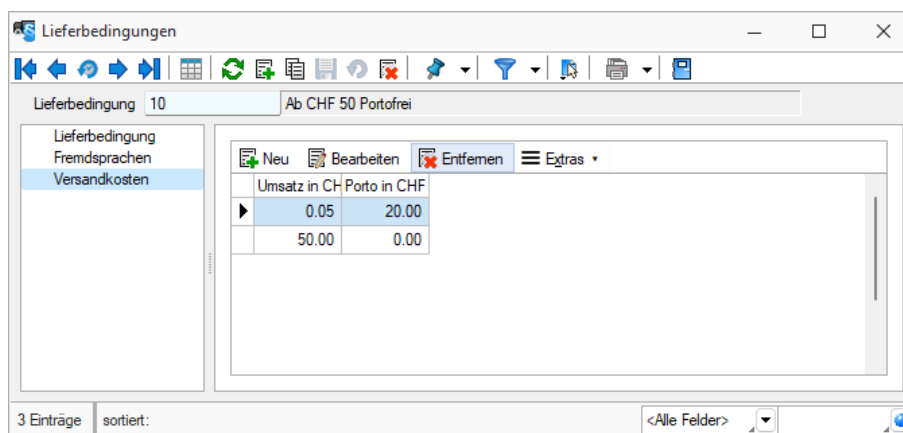 Lieferbedingungen
Lieferbedingung 10 Ab CHF 50 Portofrei
Lieferbedingung
Fremdsprachen
Versandkosten
Neu Bearbeiten Entfernen Extras
Umsatz in CH Porto in CHF
0.05 20.00
50.00 0.00
3 Einträge sortiert: <Alle Felder>